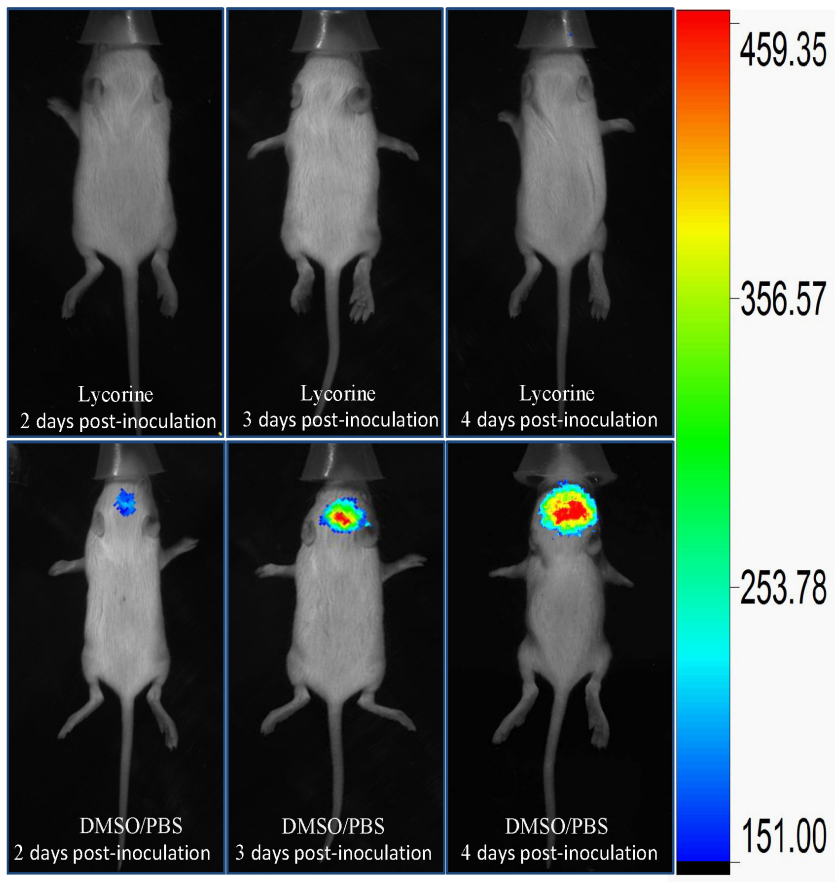 Lycorine
2 days post-inoculation
Lycorine
3 days post-inoculation
Lycorine
4 days post-inoculation
DMSO/PBS
2 days post-inoculation
DMSO/PBS
3 days post-inoculation
DMSO/PBS
4 days post-inoculation
459.35
356.57
253.78
151.00